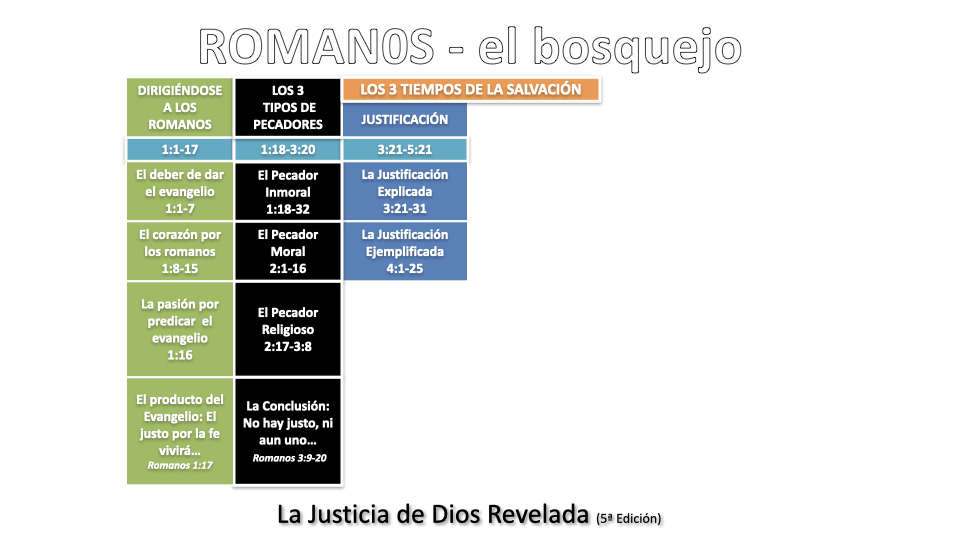 ROMAN0S - el bosquejo
DIRIGIÉNDOSE
A LOS
ROMANOS
LOS 3
TIPOS DE
PECADORES
LOS 3 TIEMPOS DE LA SALVACIÓN
JUSTIFICACIÓN
1:1-17
1:18-3:20
3:21-5:21
El deber de dar
el evangelio
1:1-7
El Pecador
Inmoral
1:18-32
La Justificación
Explicada
3:21-31
El corazón por
los romanos
1:8-15
El Pecador
Moral
2:1-16
La Justificación
Ejemplificada
4:1-25
La pasión por
predicar el
evangelio
1:16
El Pecador
Religioso
2:17-3:8
El producto del
Evangelio: El
justo por la fe
vivirá...
Romanos 1:17
La Conclusión:
No hay justo, ni
aun uno...
Romanos 3:9-20
La Justicia de Dios Revelada (5ª Edición)